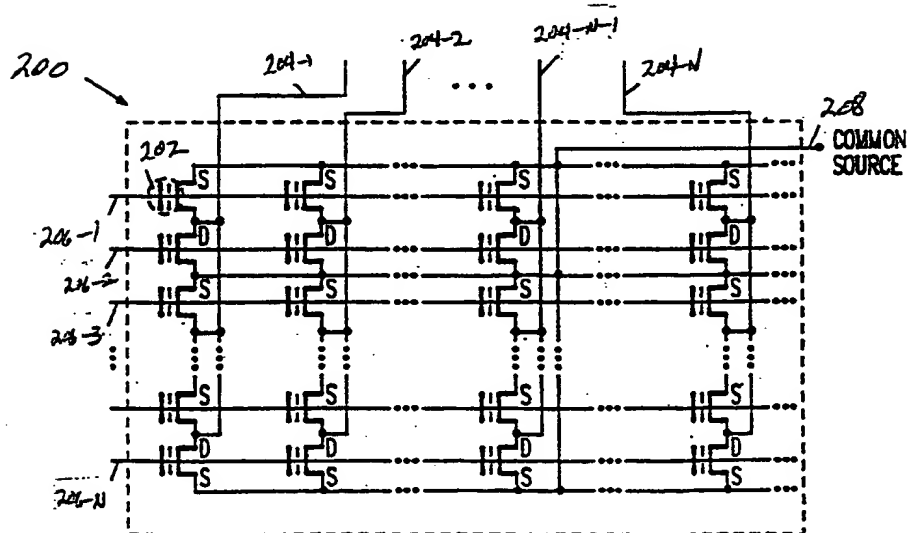 200
204-1
204-2
...
204-N-1
204-N
208
COMMON
SOURCE
202
S S S S
206-1
D D D D
206-2
S S S S
206-3
S S S S
D D D D
206-N
S S S S